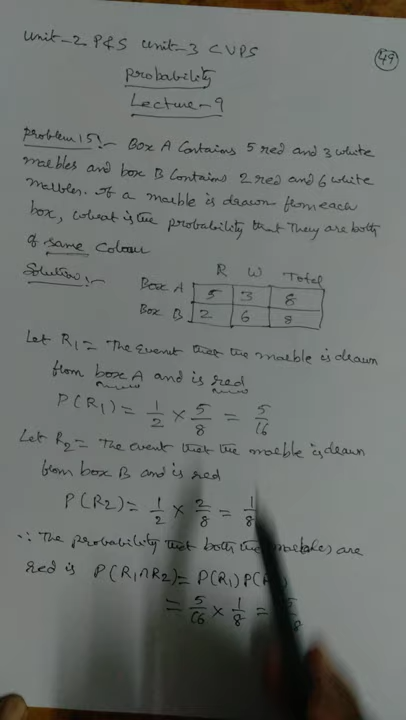 Unit-2 P&S Unit-3 CVPS
49
Probability
Lecture-9
Problem 15:- Box A Contains 5 red and 3 white
marbles and box B Contains 2 red and 6 white
marbles. If a marble is drawn from each
box, what is the probability that They are both
of same Colour
Solution:-
R W Total
Box A 5 3 8
Box B 2 6 8
Let R1 = The event that the marble is drawn
from box A and is red
P(R1) = 1/2 × 5/8 = 5/16
Let R2 = The event that the marble is drawn
from box B and is red
P(R2) = 1/2 × 2/8 = 1/8
∴ The probability that both the marbles are
red is P(R1∩R2) = P(R1) P(
= 5/16 × 1/8 =